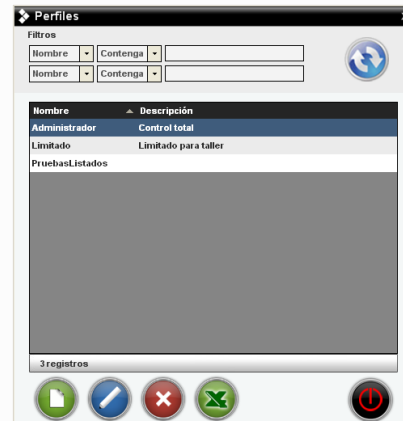 Perfiles
Filtros
Nombre Contenga
Nombre Contenga
Nombre Descripción
Administrador Control total
Limitado Limitado para taller
PruebasListados
3 registros